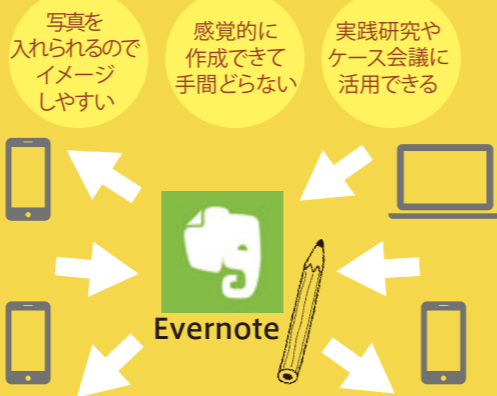 写真を
入れられるので
イメージ
しやすい
感覚的に
作成できて
手間どらない
実践研究や
ケース会議に
活用できる
Evernote